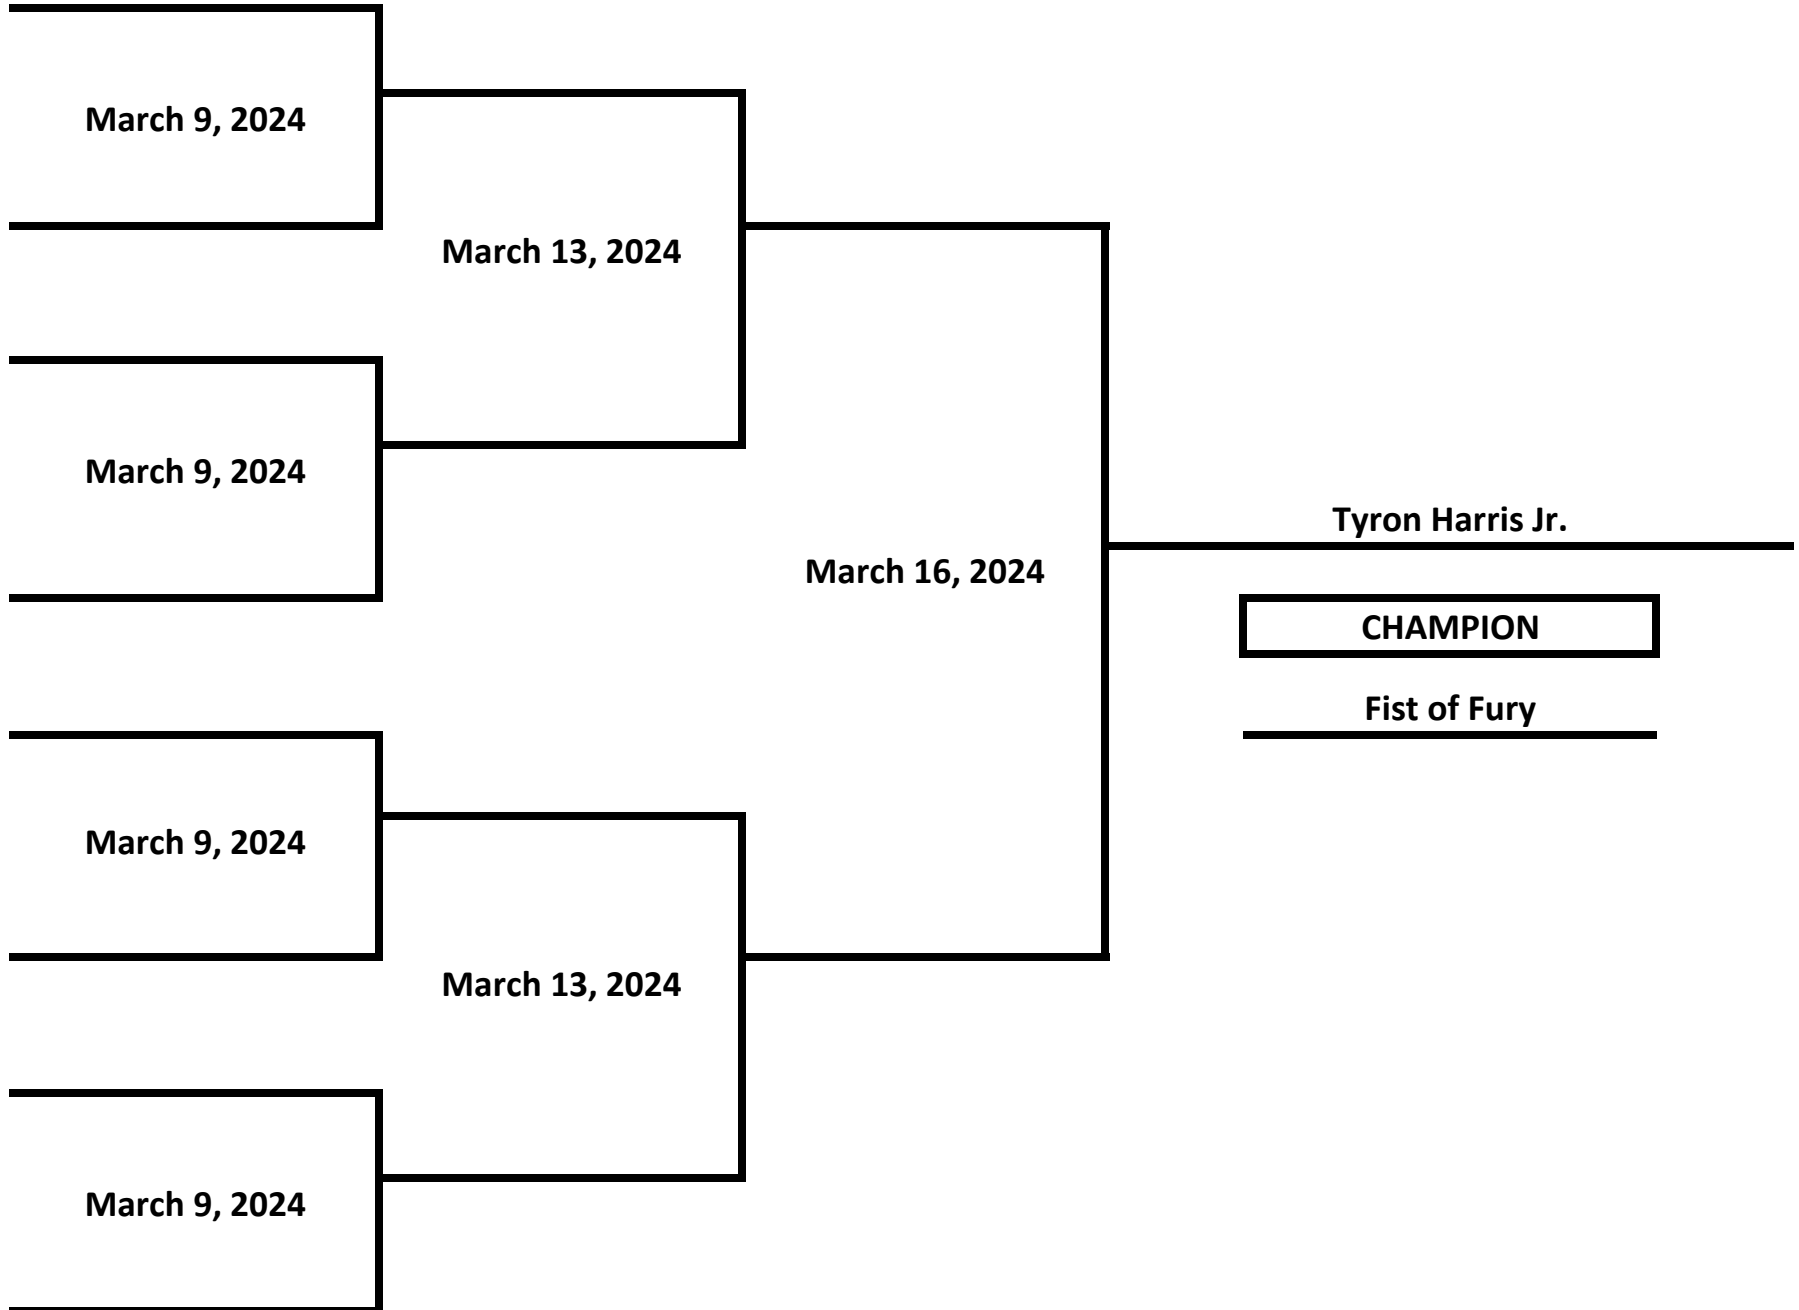 March 9, 2024
March 13, 2024
March 9, 2024
Tyron Harris Jr.
March 16, 2024
CHAMPION
Fist of Fury
March 9, 2024
March 13, 2024
March 9, 2024